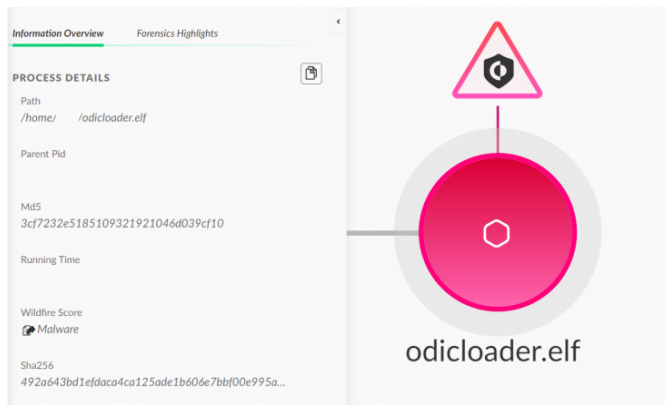 Information Overview Forensics Highlights
PROCESS DETAILS
Path
/home/ /odicloader.elf
Parent Pid
Md5
3cf7232e5185109321921046d039cf10
Running Time
Wildfire Score
Malware
Sha256
492a643bd1efdaca4ca125ade1b606e7bbf00e995a...
odicloader.elf